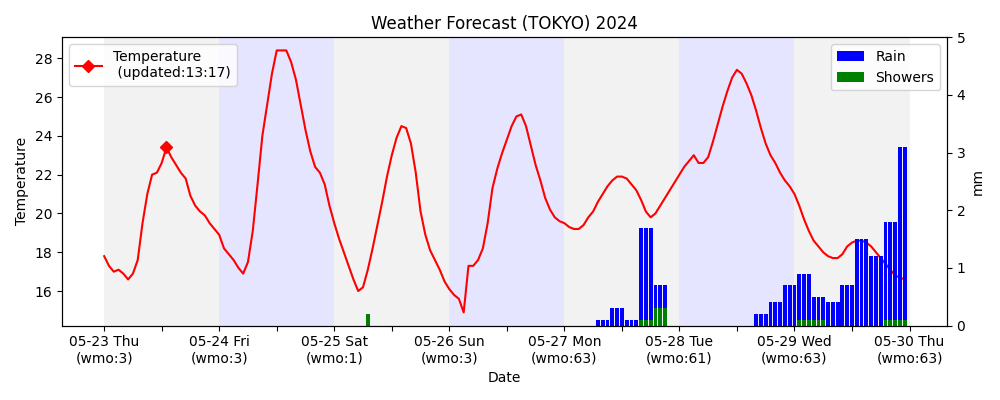 Weather Forecast (TOKYO) 2024
Temperature
(updated:13:17)
Rain
Showers
28
26
24
22
20
18
16
Temperature
5
4
3
2
1
0
mm
05-23 Thu
(wmo:3)
05-24 Fri
(wmo:3)
05-25 Sat
(wmo:1)
05-26 Sun
(wmo:3)
05-27 Mon
(wmo:63)
05-28 Tue
(wmo:61)
05-29 Wed
(wmo:63)
05-30 Thu
(wmo:63)
Date